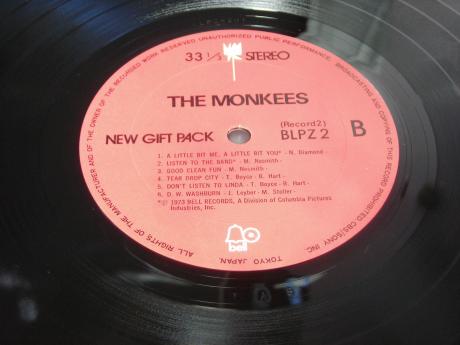 33 1/3 STEREO
THE MONKEES
NEW GIFT PACK
(Record2)
BLPZ 2
B
1. A LITTLE BIT ME, A LITTLE BIT YOU* - N. Diamond -
2. LISTEN TO THE BAND* - M. Nesmith -
3. GOOD CLEAN FUN - M. Nesmith -
4. TEAR DROP CITY - T. Boyce - B. Hart -
5. DON'T LISTEN TO LINDA - T. Boyce - B. Hart -
6. D. W. WASHBURN - J. Leyber - M. Stoller -
*℗ 1973 BELL RECORDS, A Division of Columbia Pictures
Industries, Inc.
bell
TOKYO JAPAN.
ALL RIGHTS OF THE MANUFACTURER AND OF THE OWNER OF THE RECORDED WORK RESERVED UNAUTHORIZED PUBLIC PERFORMANCE, BROADCASTING AND COPYING OF THIS RECORD PROHIBITED CBS/SONY INC.